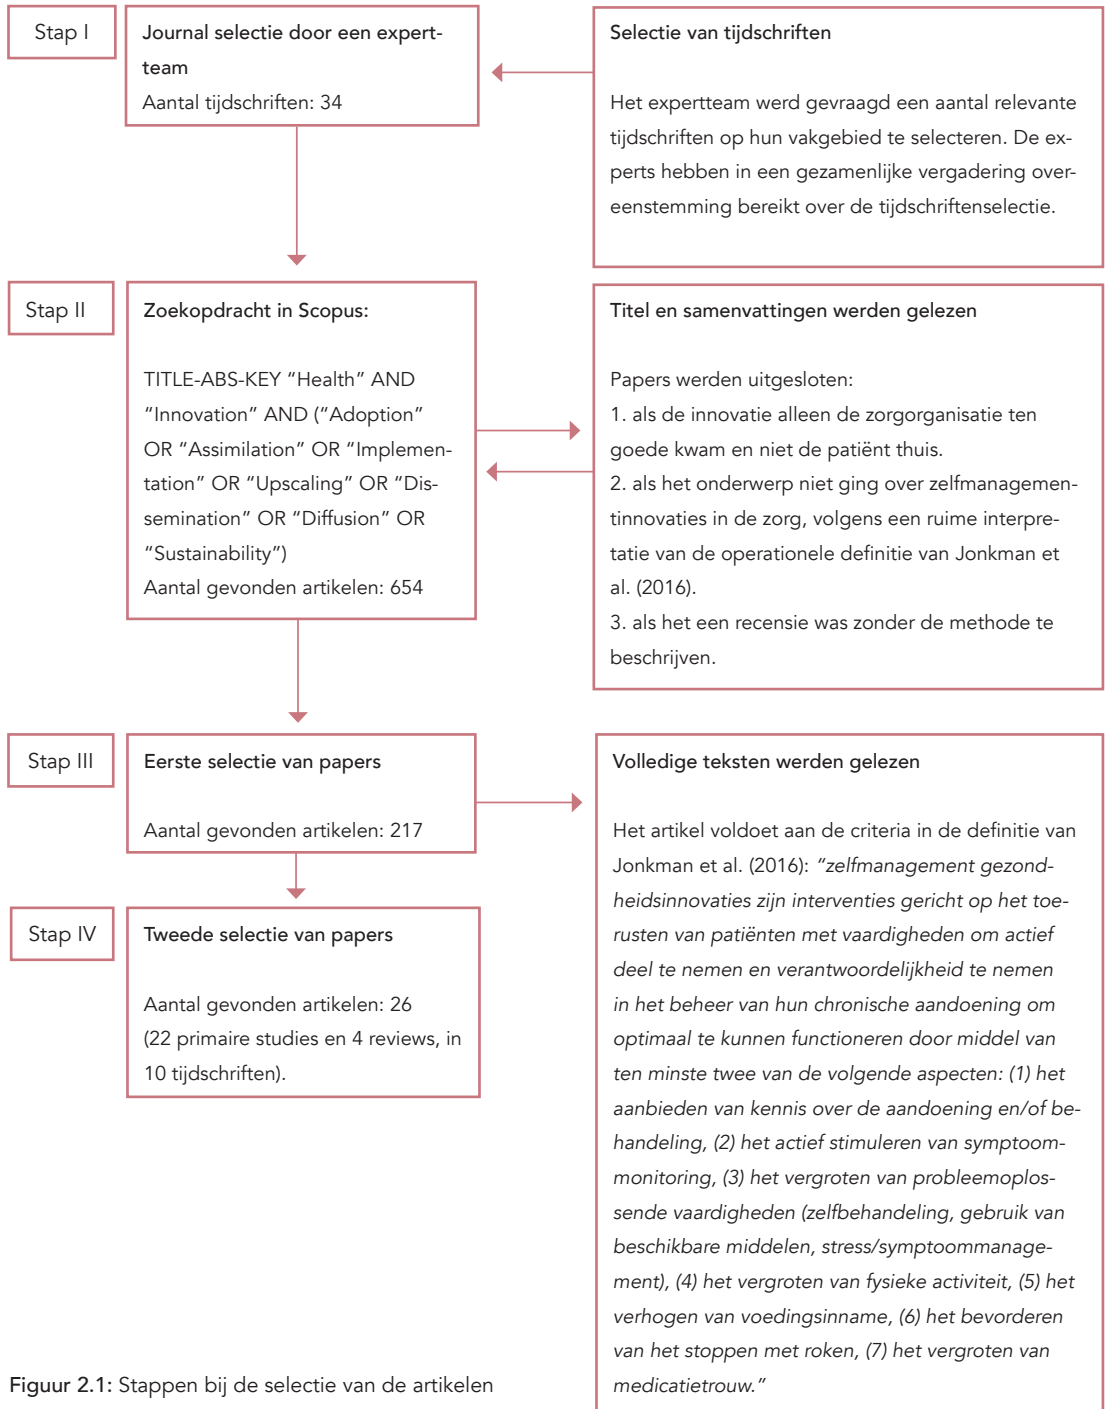 Stap I
Journal selectie door een expert-
team
Aantal tijdschriften: 34
Selectie van tijdschriften
Het expertteam werd gevraagd een aantal relevante
tijdschriften op hun vakgebied te selecteren. De ex-
perts hebben in een gezamenlijke vergadering over-
eenstemming bereikt over de tijdschriftenselectie.
Stap II
Zoekopdracht in Scopus:
TITLE-ABS-KEY “Health” AND
“Innovation” AND (“Adoption”
OR “Assimilation” OR “Implemen-
tation” OR “Upscaling” OR “Dis-
semination” OR “Diffusion” OR
“Sustainability”)
Aantal gevonden artikelen: 654
Titel en samenvattingen werden gelezen
Papers werden uitgesloten:
1. als de innovatie alleen de zorgorganisatie ten
goede kwam en niet de patiënt thuis.
2. als het onderwerp niet ging over zelfmanagemen-
tinnovaties in de zorg, volgens een ruime interpre-
tatie van de operationele definitie van Jonkman et
al. (2016).
3. als het een recensie was zonder de methode te
beschrijven.
Stap III
Eerste selectie van papers
Aantal gevonden artikelen: 217
Volledige teksten werden gelezen
Het artikel voldoet aan de criteria in de definitie van
Jonkman et al. (2016): “zelfmanagement gezond-
heidsinnovaties zijn interventies gericht op het toe-
rusten van patiënten met vaardigheden om actief
deel te nemen en verantwoordelijkheid te nemen
in het beheer van hun chronische aandoening om
optimaal te kunnen functioneren door middel van
ten minste twee van de volgende aspecten: (1) het
aanbieden van kennis over de aandoening en/of be-
handeling, (2) het actief stimuleren van symptoom-
monitoring, (3) het vergroten van probleemoplos-
sende vaardigheden (zelfbehandeling, gebruik van
beschikbare middelen, stress/symptoommanage-
ment), (4) het vergroten van fysieke activiteit, (5) het
verhogen van voedingsinname, (6) het bevorderen
van het stoppen met roken, (7) het vergroten van
medicatietrouw.”
Stap IV
Tweede selectie van papers
Aantal gevonden artikelen: 26
(22 primaire studies en 4 reviews, in
10 tijdschriften).
Figuur 2.1: Stappen bij de selectie van de artikelen